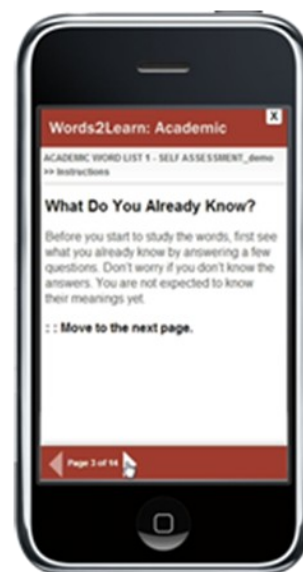 X
Words2Learn: Academic
ACADEMIC WORD LIST 1 - SELF ASSESSMENT_demo
>> Instructions
What Do You Already Know?
Before you start to study the words, first see
what you already know by answering a few
questions. Don't worry if you don't know the
answers. You are not expected to know
their meanings yet.
: : Move to the next page.
Page 3 of 14